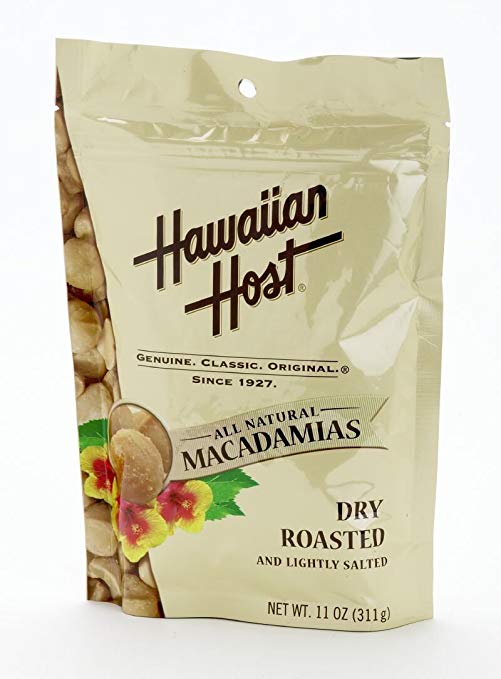 Hawaiian
Host®
GENUINE. CLASSIC. ORIGINAL.®
SINCE 1927.
ALL NATURAL
MACADAMIAS
DRY
ROASTED
AND LIGHTLY SALTED
NET WT. 11 OZ (311g)